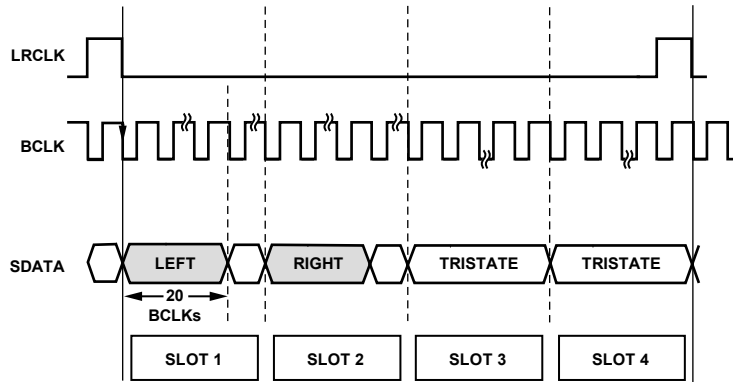 LRCLK
BCLK
SDATA
LEFT
RIGHT
TRISTATE
TRISTATE
20
BCLKs
SLOT 1
SLOT 2
SLOT 3
SLOT 4